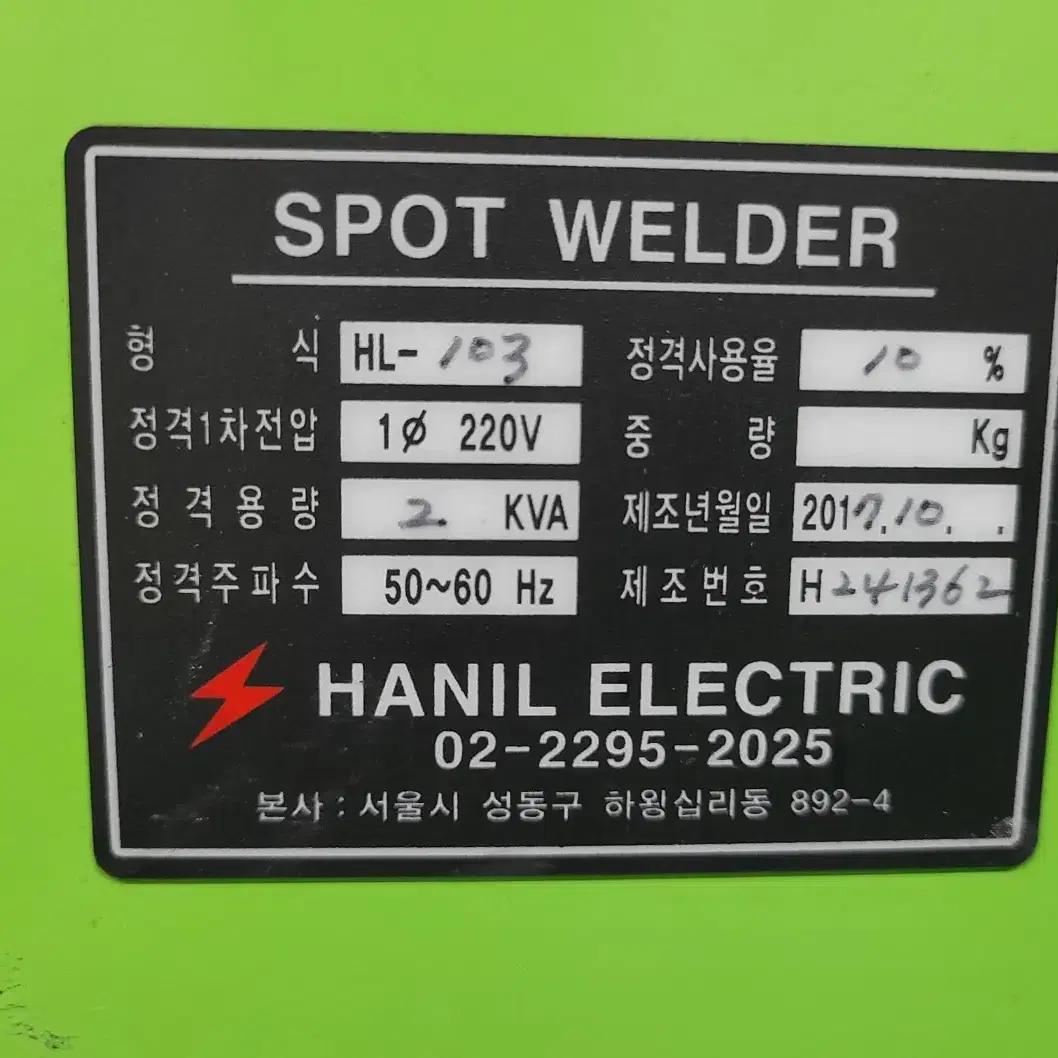 SPOT WELDER
형 식 HL-103 정격사용율 10 %
정격1차전압 1Ø 220V 중 량 Kg
정 격 용 량 2 KVA 제조년월일 2017.10. .
정격주파수 50~60 Hz 제 조 번 호 H241362
HANIL ELECTRIC
02-2295-2025
본사 : 서울시 성동구 하왕십리동 892-4